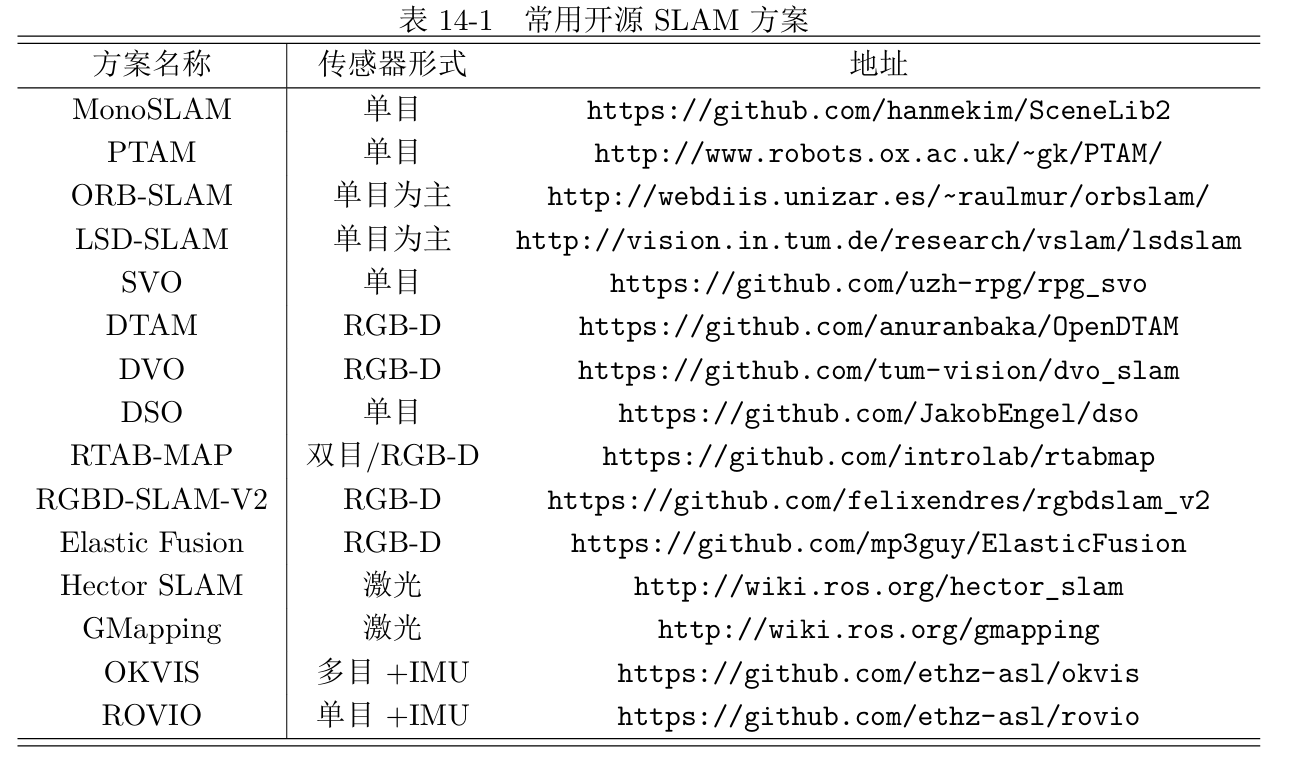 表 14-1 常用开源 SLAM 方案
方案名称 传感器形式 地址
MonoSLAM 单目 https://github.com/hanmekim/SceneLib2
PTAM 单目 http://www.robots.ox.ac.uk/~gk/PTAM/
ORB-SLAM 单目为主 http://webdiis.unizar.es/~raulmur/orbslam/
LSD-SLAM 单目为主 http://vision.in.tum.de/research/vslam/lsdslam
SVO 单目 https://github.com/uzh-rpg/rpg_svo
DTAM RGB-D https://github.com/anuranbaka/OpenDTAM
DVO RGB-D https://github.com/tum-vision/dvo_slam
DSO 单目 https://github.com/JakobEngel/dso
RTAB-MAP 双目/RGB-D https://github.com/introlab/rtabmap
RGBD-SLAM-V2 RGB-D https://github.com/felixendres/rgbdslam_v2
Elastic Fusion RGB-D https://github.com/mp3guy/ElasticFusion
Hector SLAM 激光 http://wiki.ros.org/hector_slam
GMapping 激光 http://wiki.ros.org/gmapping
OKVIS 多目 +IMU https://github.com/ethz-asl/okvis
ROVIO 单目 +IMU https://github.com/ethz-asl/rovio